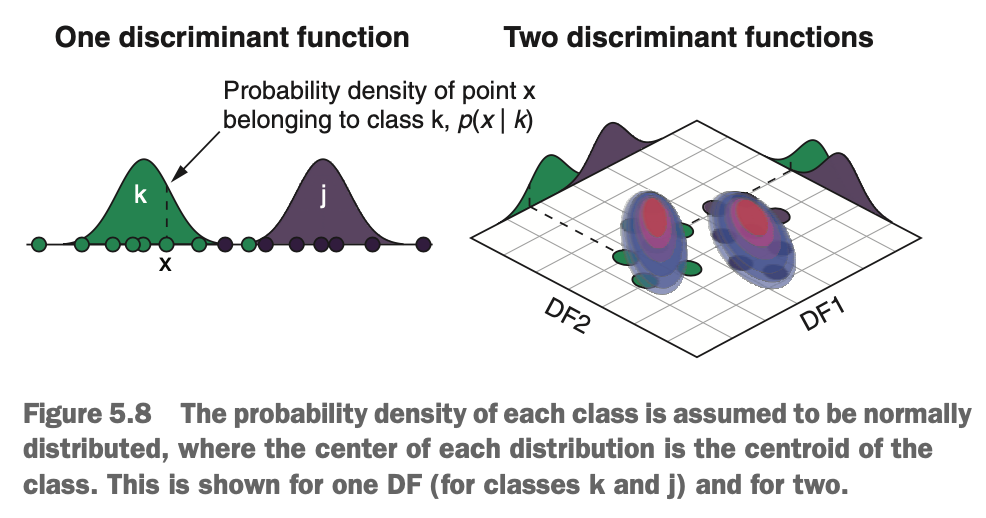 One discriminant function
Two discriminant functions
Probability density of point x
belonging to class k, p(x | k)
k
j
x
DF2
DF1
Figure 5.8 The probability density of each class is assumed to be normally
distributed, where the center of each distribution is the centroid of the
class. This is shown for one DF (for classes k and j) and for two.